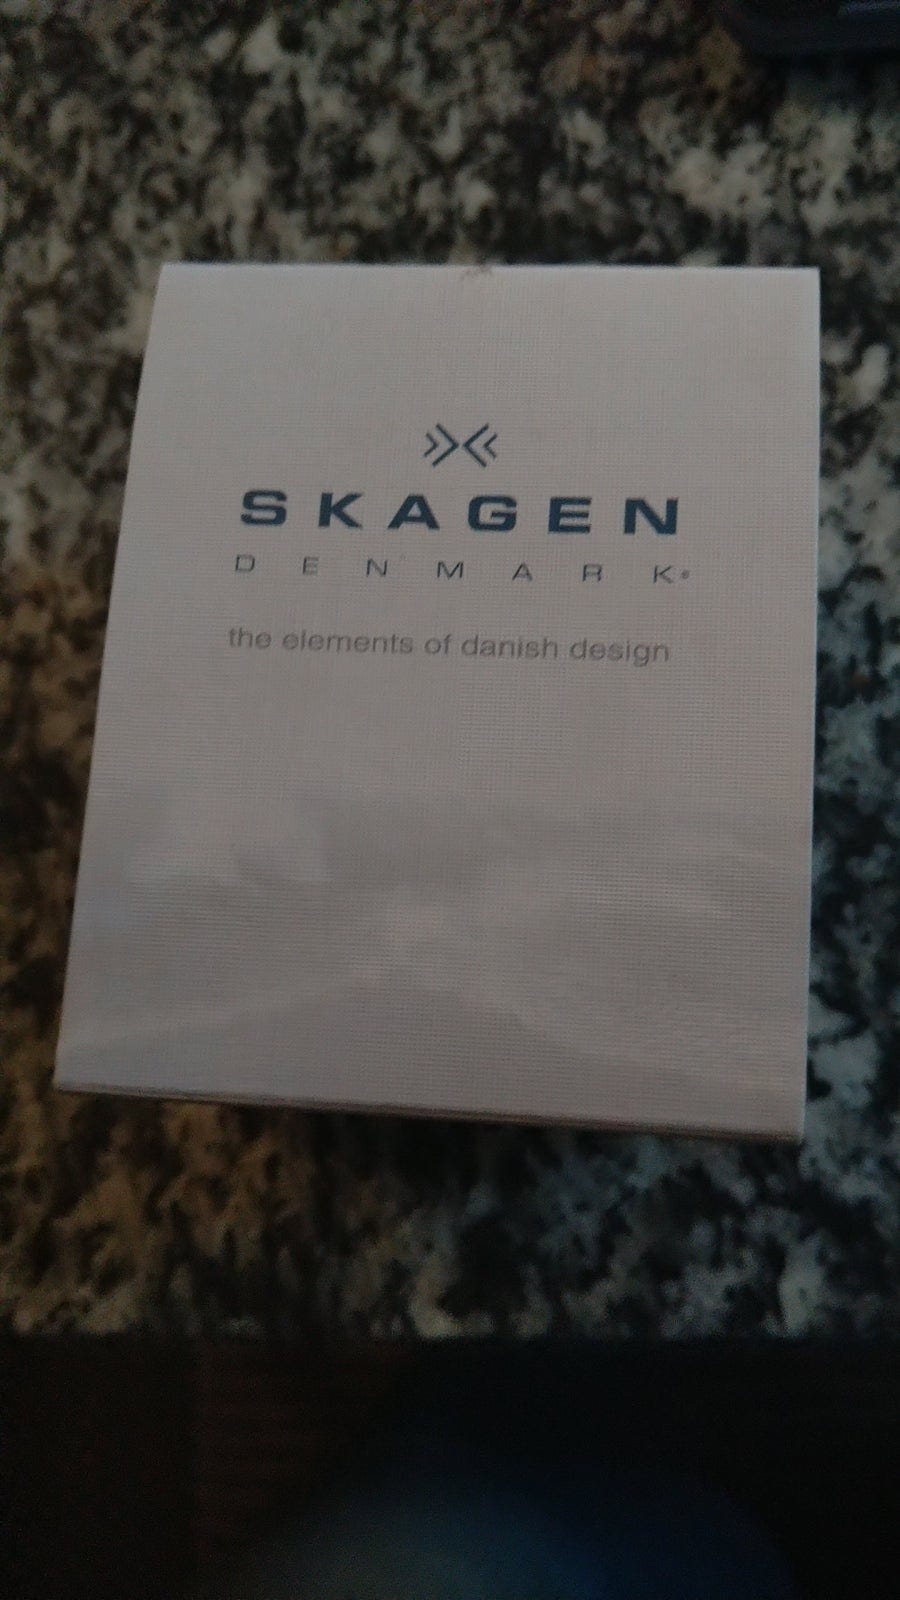 SKAGEN
DENMARK®
the elements of danish design